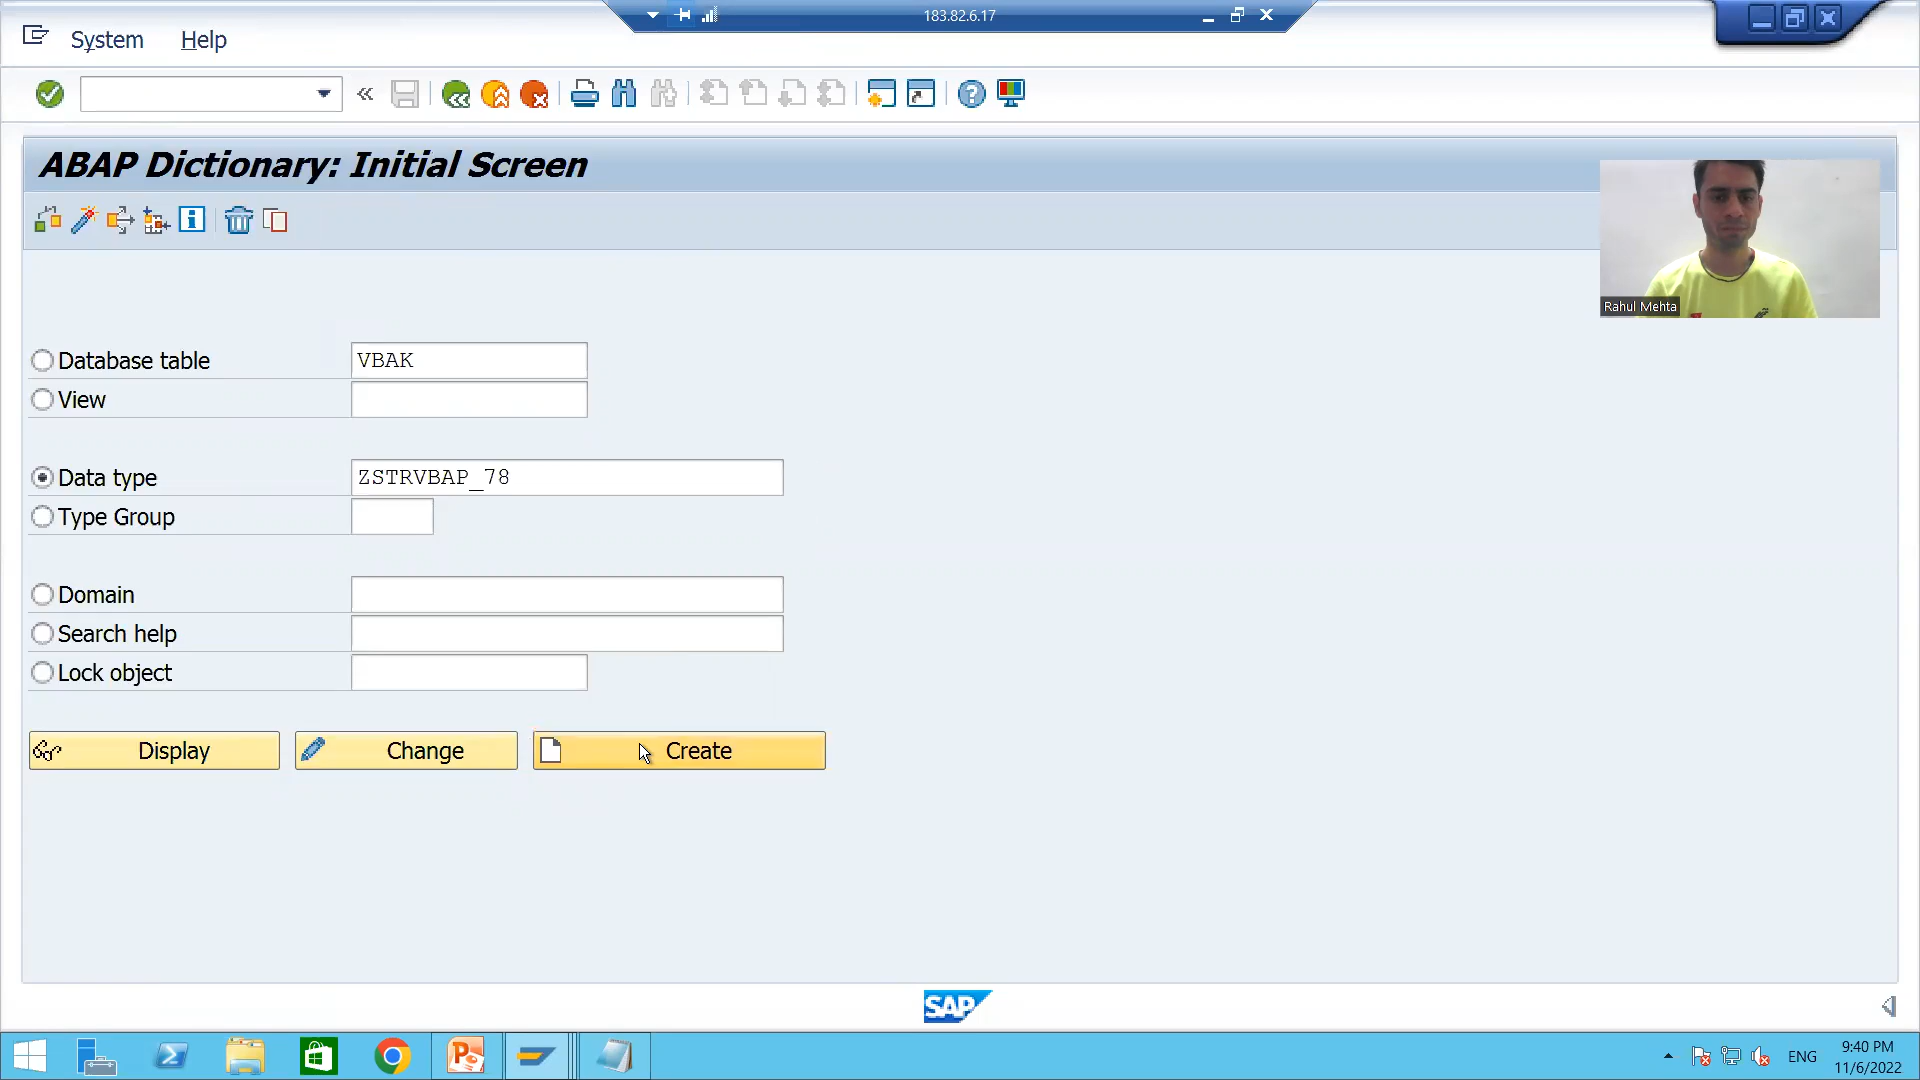 183.82.6.17
System Help
ABAP Dictionary: Initial Screen
Rahul Mehta
Database table VBAK
View
Data type ZSTRVBAP_78
Type Group
Domain
Search help
Lock object
Display Change Create
SAP
ENG 9:40 PM
11/6/2022